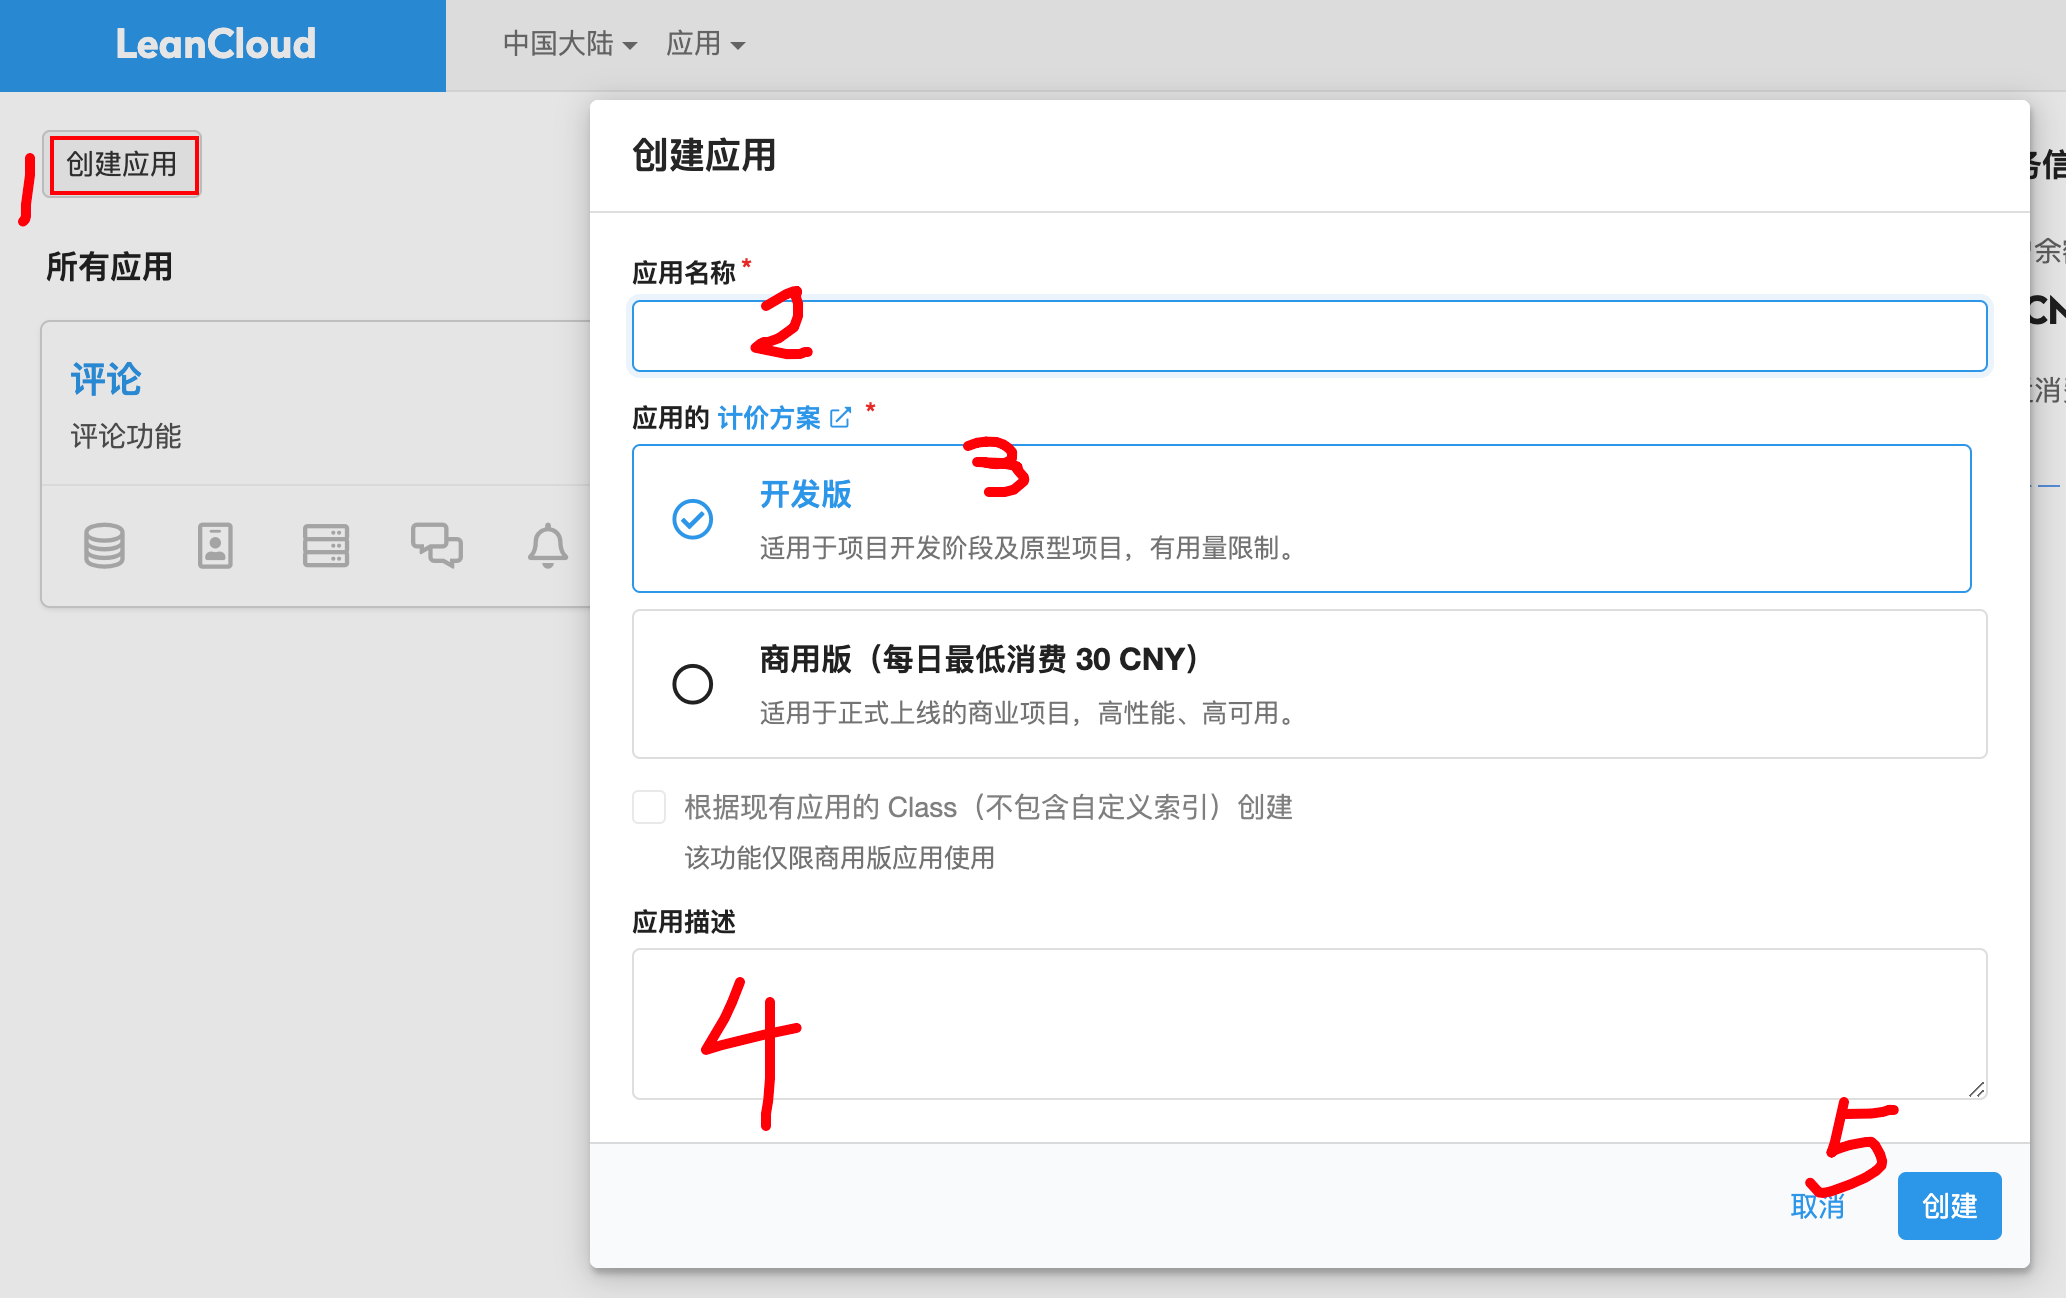 LeanCloud
中国大陆 应用
创建应用
1
所有应用
评论
评论功能
创建应用
应用名称 *
2
应用的 计价方案 *
3
开发版
适用于项目开发阶段及原型项目，有用量限制。
商用版（每日最低消费 30 CNY）
适用于正式上线的商业项目，高性能、高可用。
根据现有应用的 Class（不包含自定义索引）创建
该功能仅限商用版应用使用
应用描述
4
5
取消 创建
务信
余
CN
消